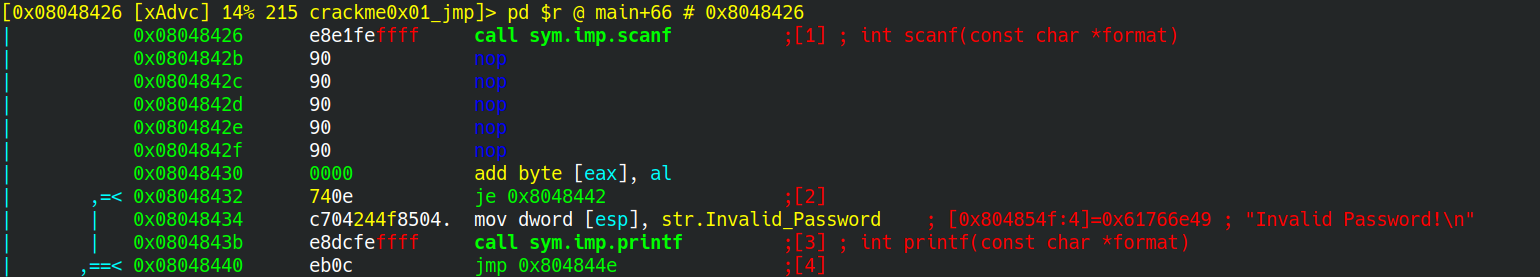 [0x08048426 [xAdvc] 14% 215 crackme0x01_jmp]> pd $r @ main+66 # 0x8048426
|           0x08048426      e8e1feffff     call sym.imp.scanf          ;[1] ; int scanf(const char *format)
|           0x0804842b      90             nop
|           0x0804842c      90             nop
|           0x0804842d      90             nop
|           0x0804842e      90             nop
|           0x0804842f      90             nop
|           0x08048430      0000           add byte [eax], al
|       ,=< 0x08048432      740e           je 0x8048442                ;[2]
|       |   0x08048434      c704244f8504.  mov dword [esp], str.Invalid_Password    ; [0x804854f:4]=0x61766e49 ; "Invalid Password!\n"
|       |   0x0804843b      e8dcfeffff     call sym.imp.printf         ;[3] ; int printf(const char *format)
|      ,==< 0x08048440      eb0c           jmp 0x804844e               ;[4]